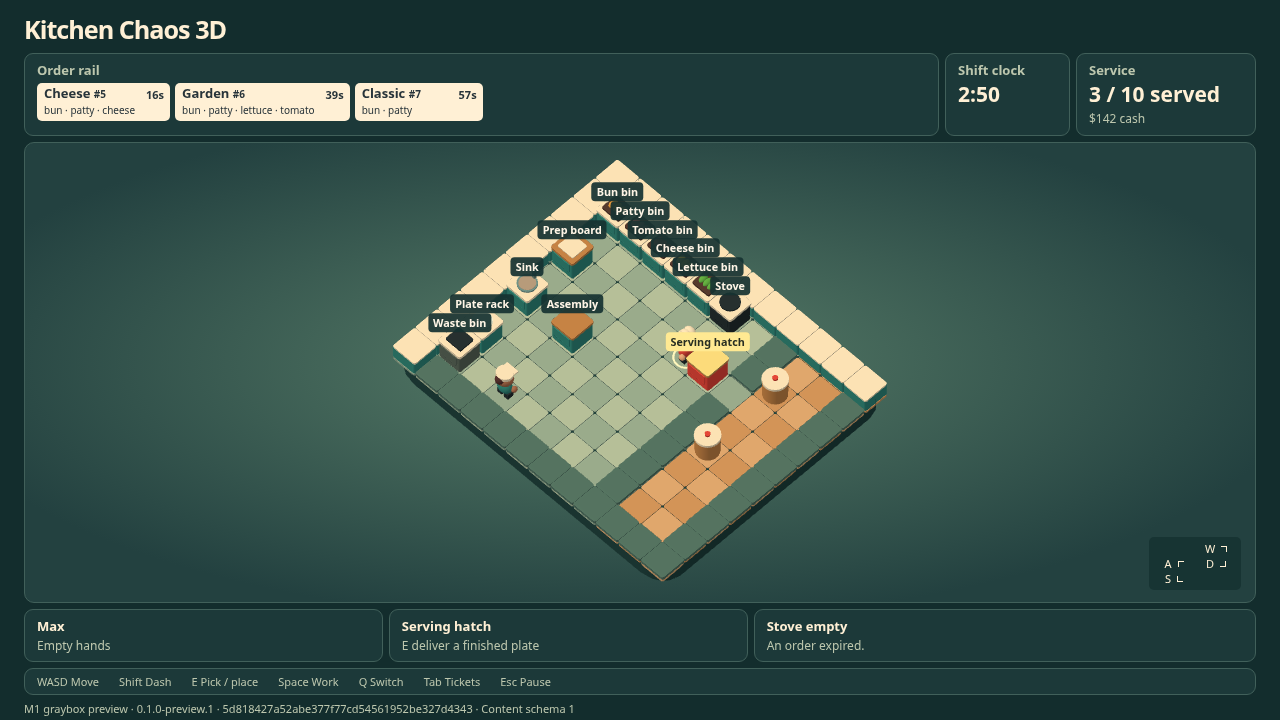 Kitchen Chaos 3D
Order rail
Cheese #5 16s
bun · patty · cheese
Garden #6 39s
bun · patty · lettuce · tomato
Classic #7 57s
bun · patty
Shift clock
2:50
Service
3 / 10 served
$142 cash
Bun bin
Patty bin
Prep board
Tomato bin
Cheese bin
Sink
Lettuce bin
Stove
Plate rack
Assembly
Waste bin
Serving hatch
W
A
D
S
Max
Empty hands
Serving hatch
E deliver a finished plate
Stove empty
An order expired.
WASD Move Shift Dash E Pick / place Space Work Q Switch Tab Tickets Esc Pause
M1 graybox preview · 0.1.0-preview.1 · 5d818427a52abe377f77cd54561952be327d4343 · Content schema 1